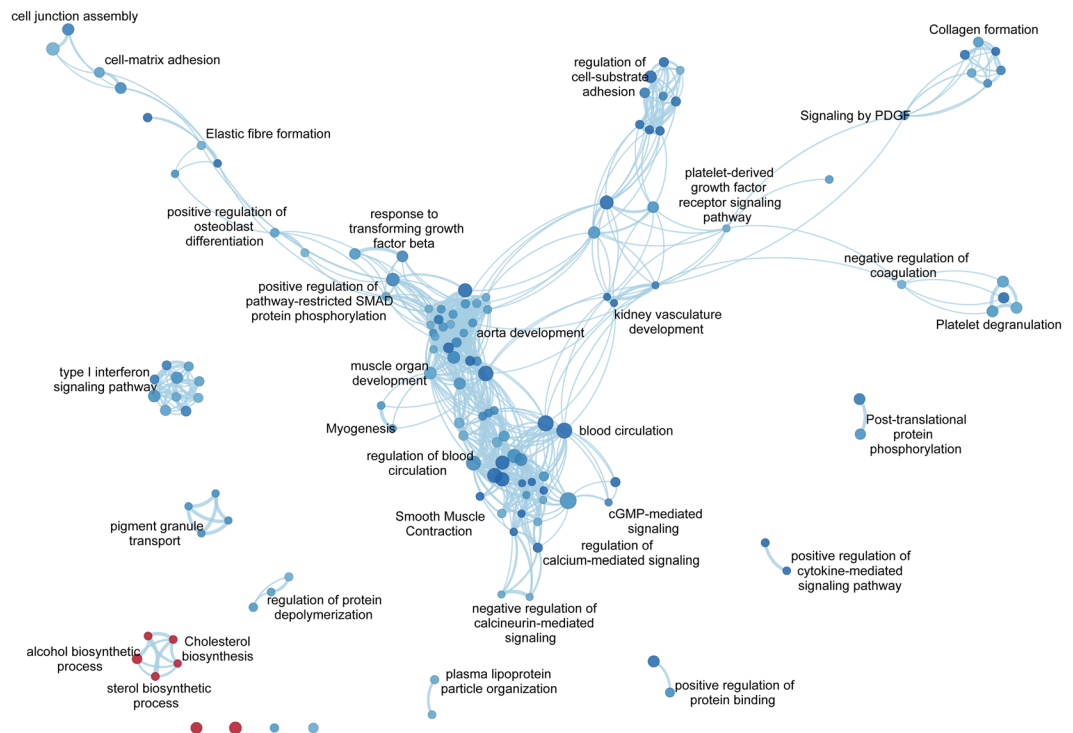 cell junction assembly
cell-matrix adhesion
Elastic fibre formation
positive regulation of
osteoblast
differentiation
response to
transforming growth
factor beta
positive regulation of
pathway-restricted SMAD
protein phosphorylation
regulation of
cell-substrate
adhesion
Collagen formation
Signaling by PDGF
platelet-derived
growth factor
receptor signaling
pathway
negative regulation of
coagulation
Platelet degranulation
kidney vasculature
development
aorta development
muscle organ
development
Myogenesis
type I interferon
signaling pathway
blood circulation
regulation of blood
circulation
Post-translational
protein
phosphorylation
Smooth Muscle
Contraction
cGMP-mediated
signaling
regulation of
calcium-mediated signaling
pigment granule
transport
positive regulation of
cytokine-mediated
signaling pathway
regulation of protein
depolymerization
negative regulation of
calcineurin-mediated
signaling
Cholesterol
biosynthesis
alcohol biosynthetic
process
sterol biosynthetic
process
plasma lipoprotein
particle organization
positive regulation of
protein binding